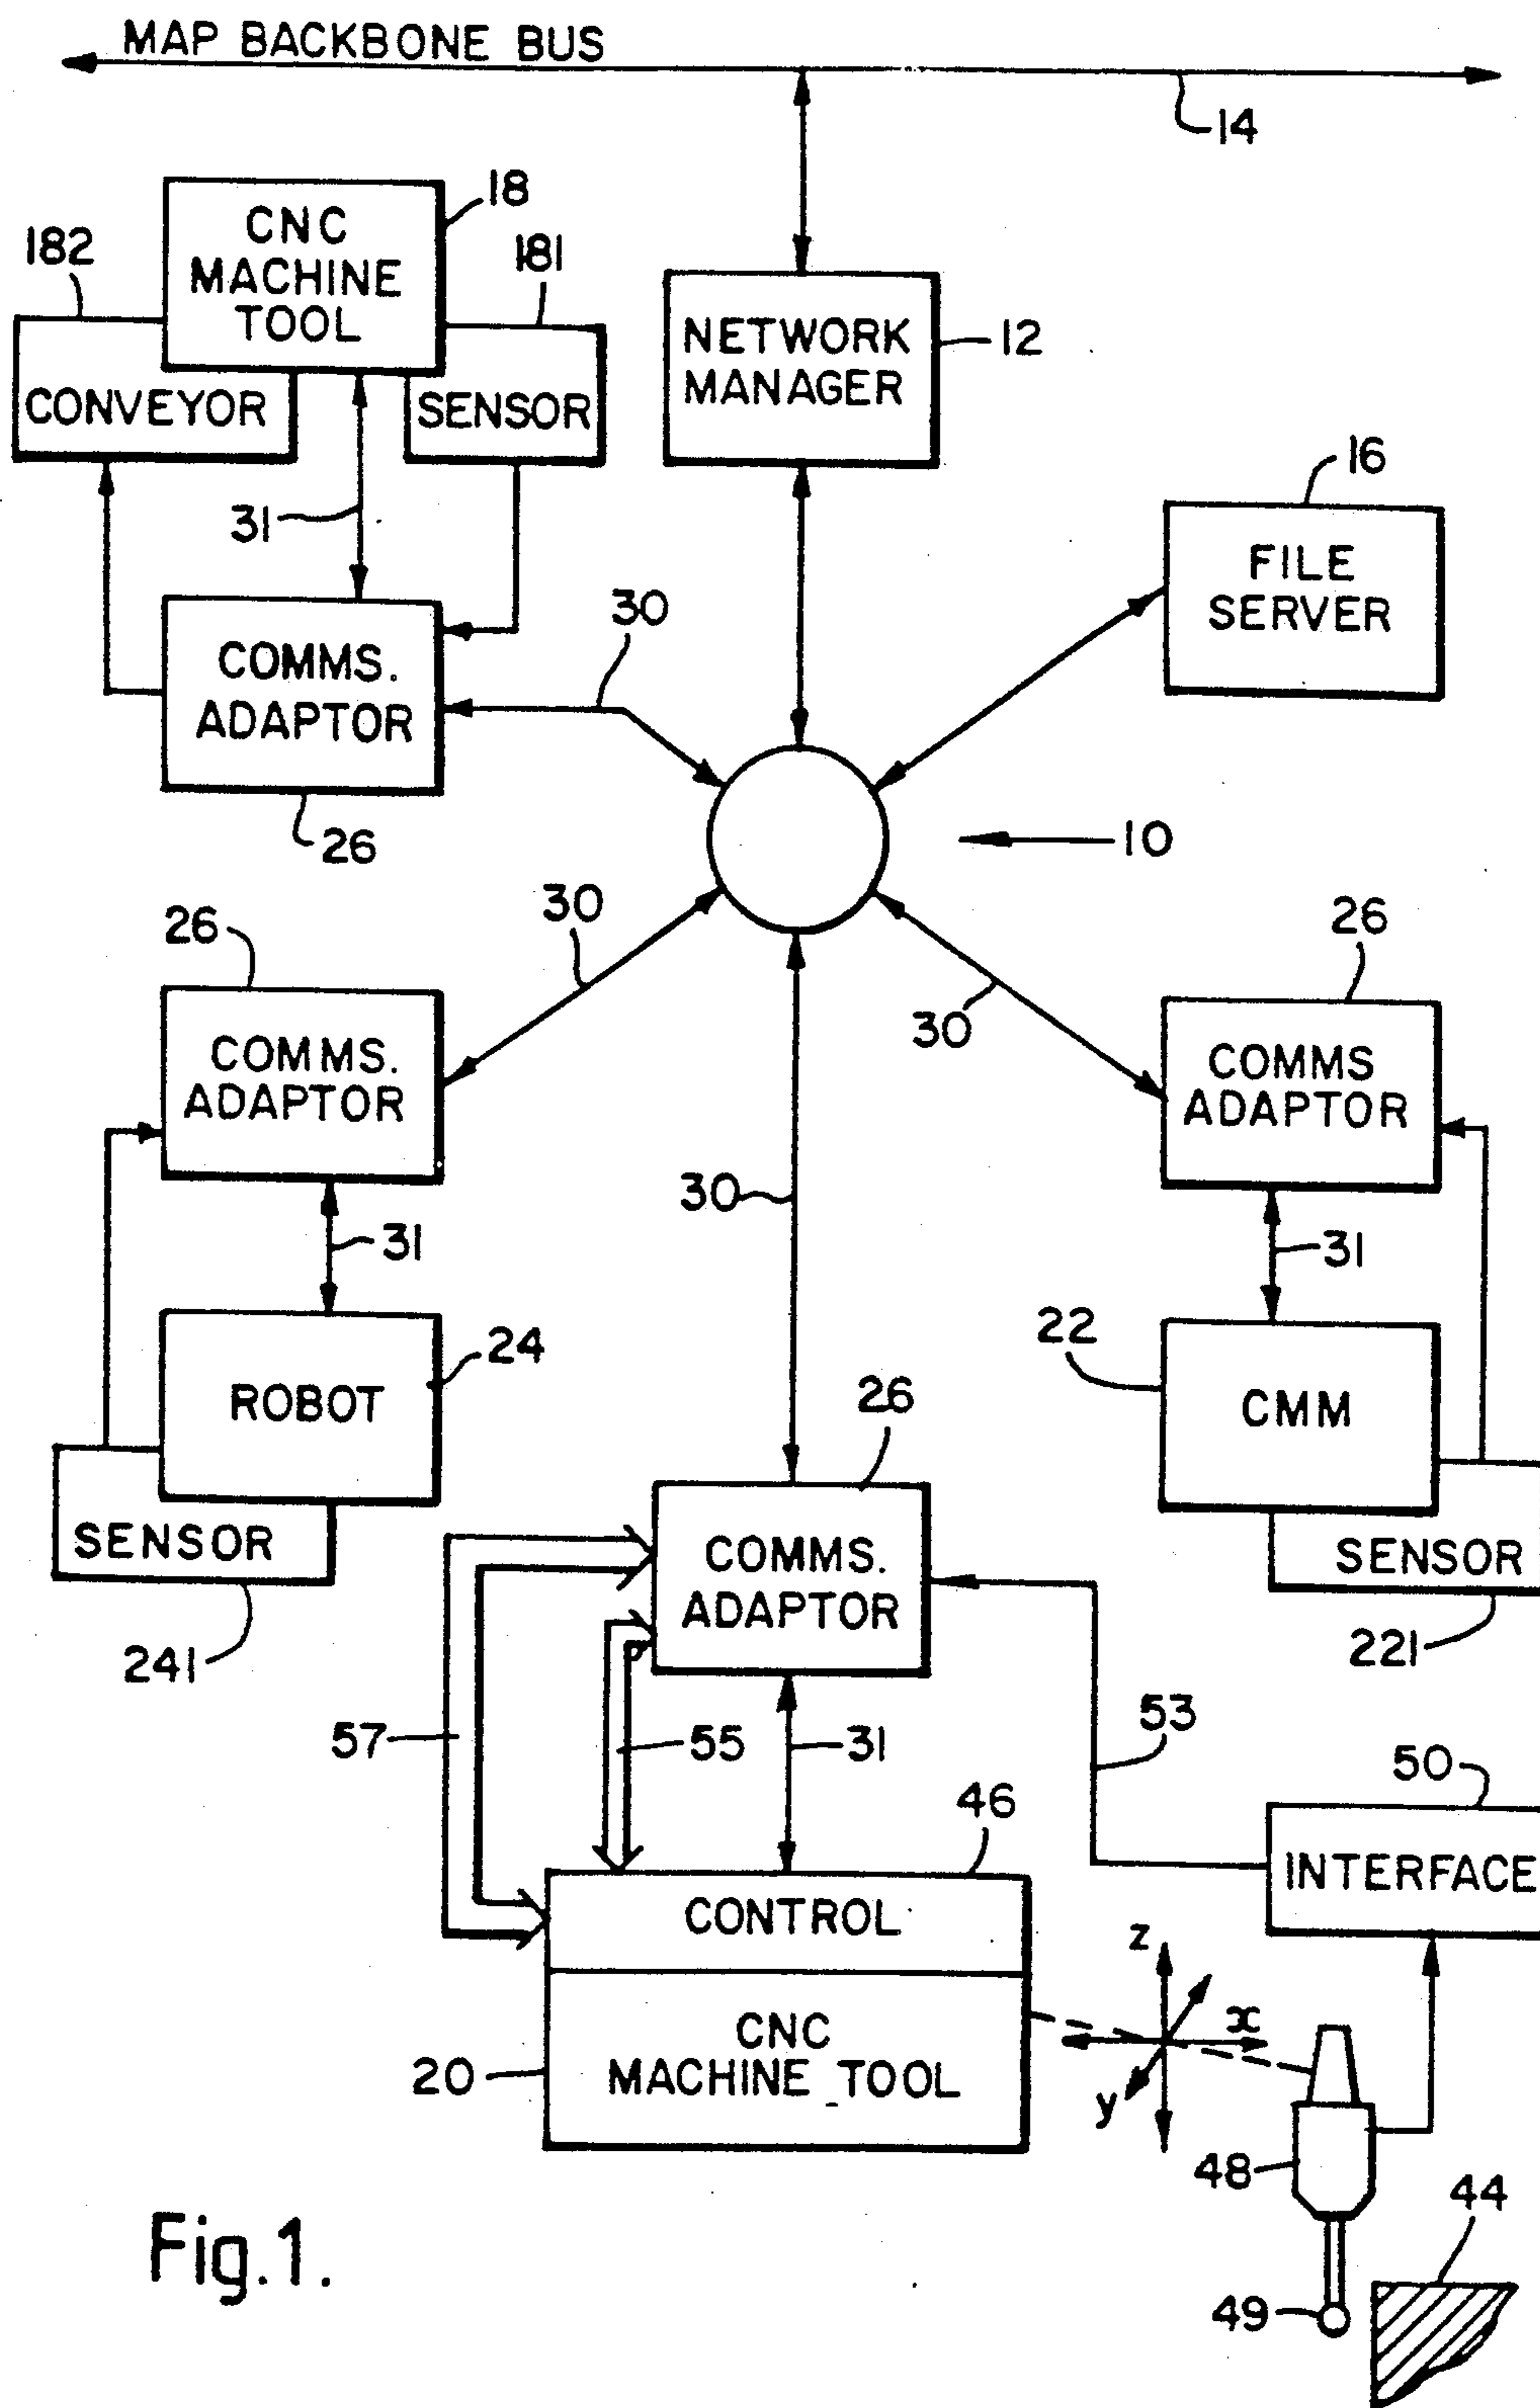 MAP BACKBONE BUS
14
18
CNC
MACHINE
TOOL
182
181
CONVEYOR
SENSOR
NETWORK
MANAGER
12
16
FILE
SERVER
31
30
COMMS.
ADAPTOR
26
10
30
26
COMMS.
ADAPTOR
30
26
COMMS
ADAPTOR
30
31
31
24
ROBOT
SENSOR
241
22
CMM
SENSOR
221
26
COMMS.
ADAPTOR
57
55
31
53
50
INTERFACE
46
CONTROL
CNC
MACHINE TOOL
20
z
x
y
48
44
49
Fig.1.